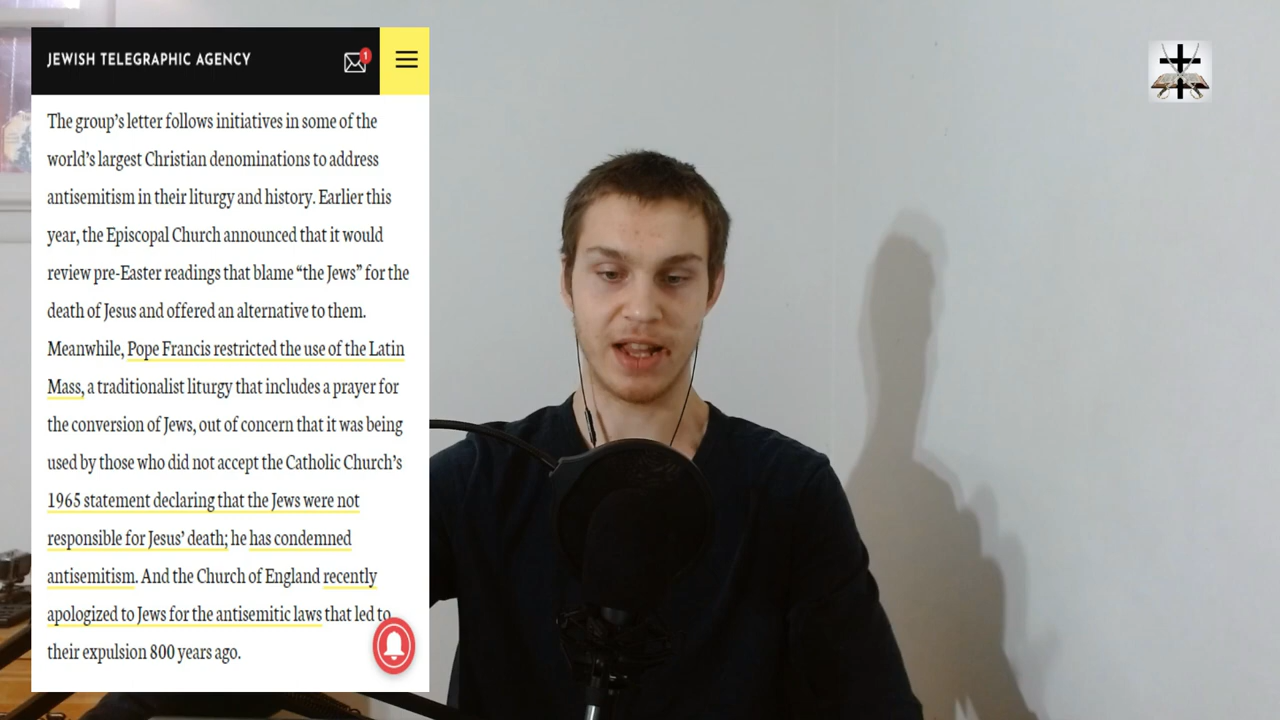 JEWISH TELEGRAPHIC AGENCY
1
The group's letter follows initiatives in some of the
world's largest Christian denominations to address
antisemitism in their liturgy and history. Earlier this
year, the Episcopal Church announced that it would
review pre-Easter readings that blame “the Jews” for the
death of Jesus and offered an alternative to them.
Meanwhile, Pope Francis restricted the use of the Latin
Mass, a traditionalist liturgy that includes a prayer for
the conversion of Jews, out of concern that it was being
used by those who did not accept the Catholic Church's
1965 statement declaring that the Jews were not
responsible for Jesus' death; he has condemned
antisemitism. And the Church of England recently
apologized to Jews for the antisemitic laws that led to
their expulsion 800 years ago.